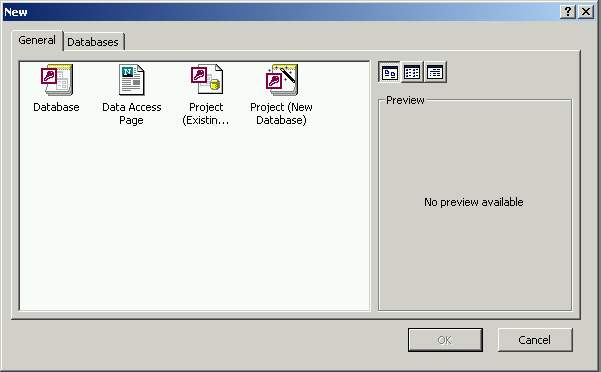 New
General Databases
Database
Data Access
Page
Project
(Existin...
Project (New
Database)
Preview
No preview available
OK Cancel